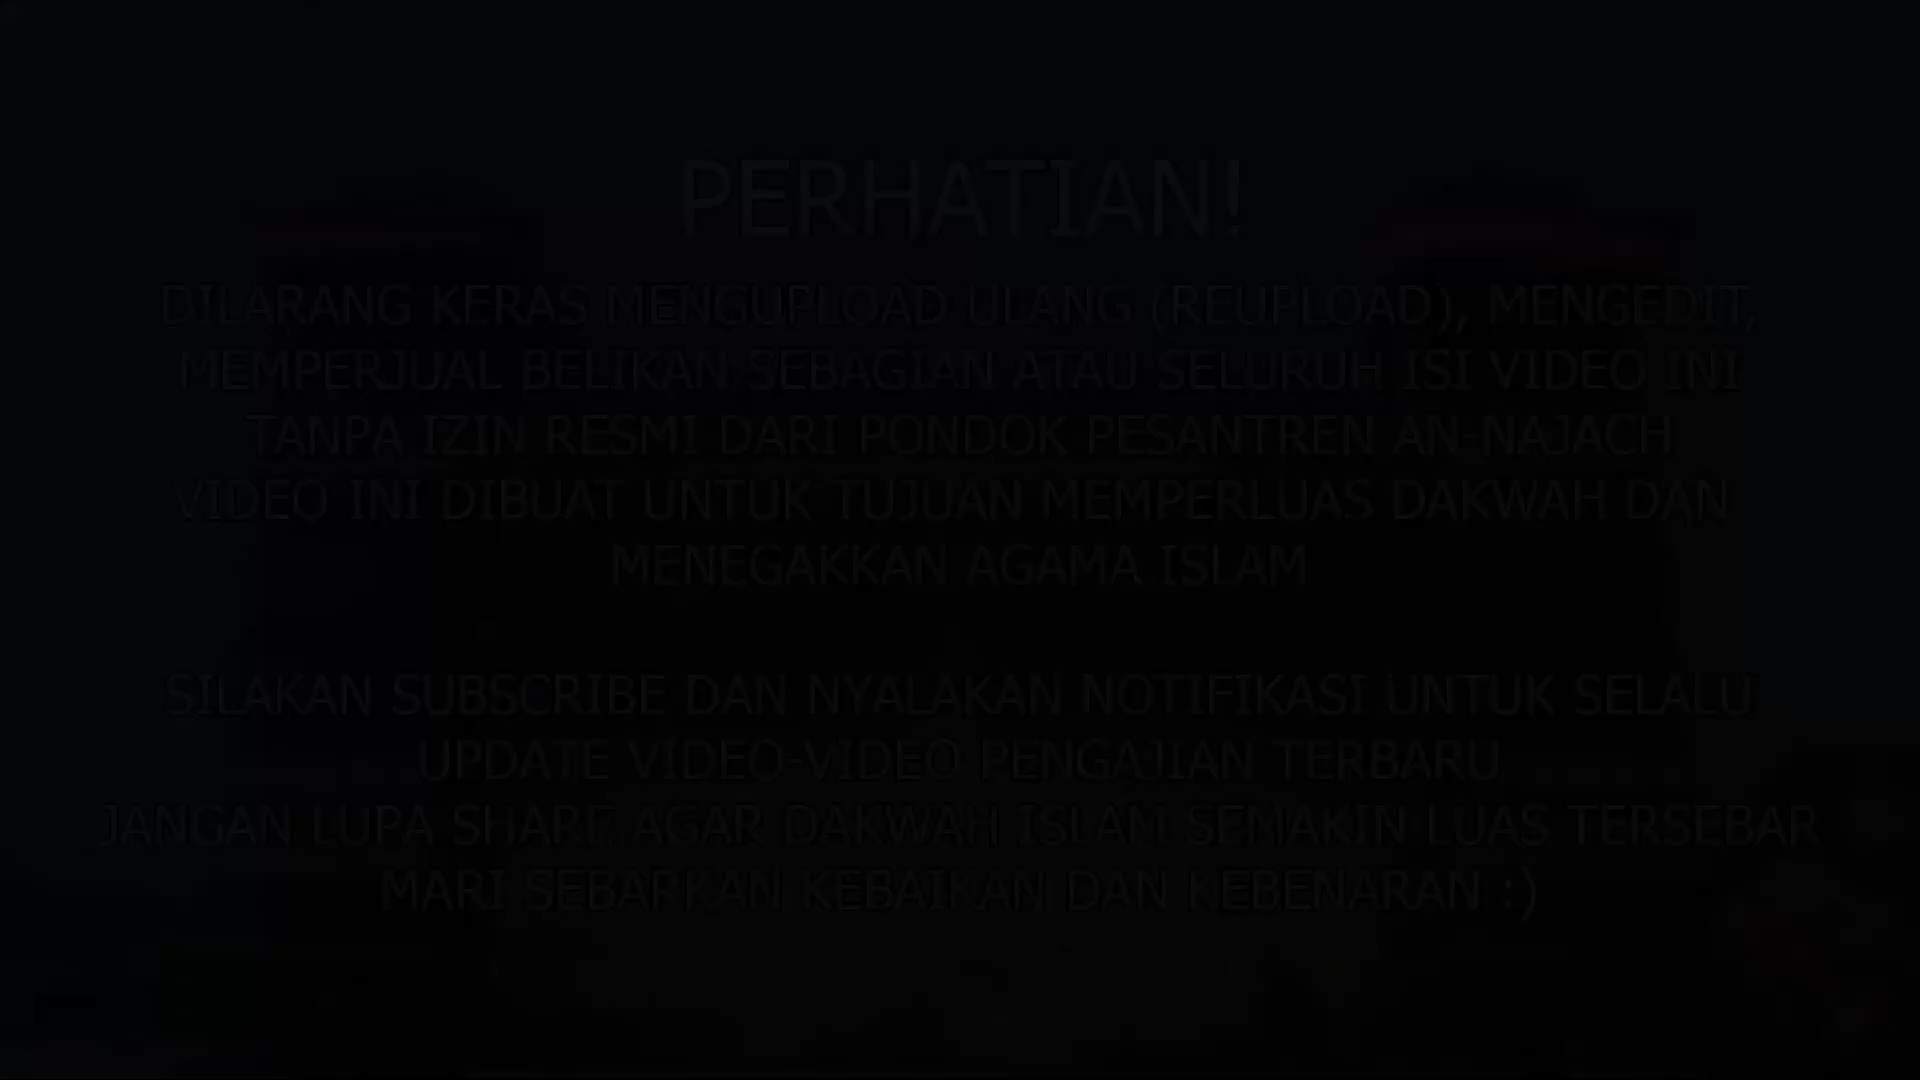 PERHATIAN!
DILARANG KERAS MENGUPLOAD ULANG (REUPLOAD), MENGEDIT,
MEMPERJUAL BELIKAN SEBAGIAN ATAU SELURUH ISI VIDEO INI
TANPA IZIN RESMI DARI PONDOK PESANTREN AN-NAJACH
VIDEO INI DIBUAT UNTUK TUJUAN MEMPERLUAS DAKWAH DAN
MENEGAKKAN AGAMA ISLAM
SILAKAN SUBSCRIBE DAN NYALAKAN NOTIFIKASI UNTUK SELALU
UPDATE VIDEO-VIDEO PENGAJIAN TERBARU
JANGAN LUPA SHARE AGAR DAKWAH ISLAM SEMAKIN LUAS TERSEBAR
MARI SEBARKAN KEBAIKAN DAN KEBENARAN :)